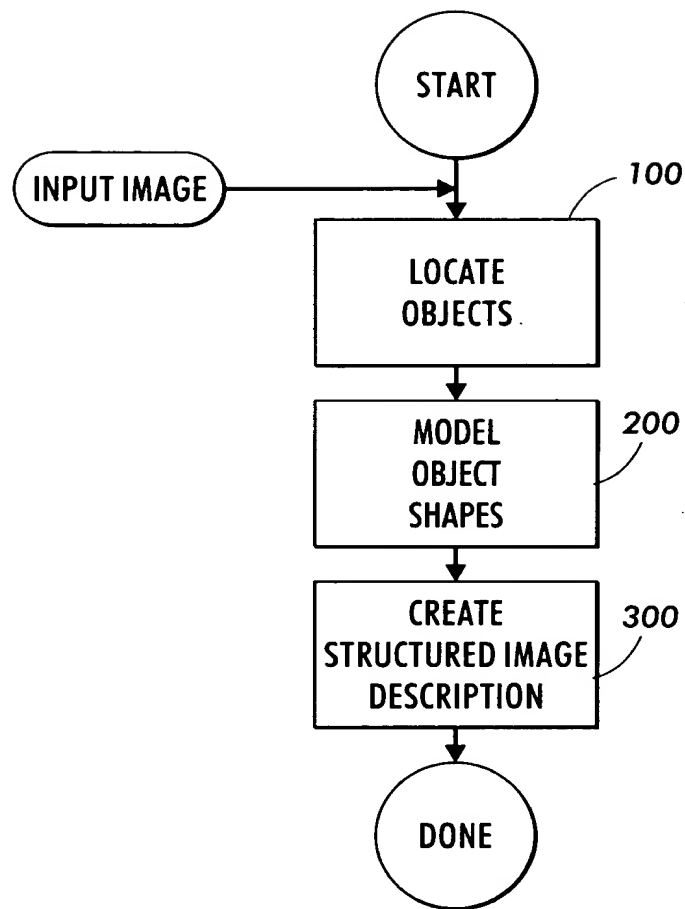 START
INPUT IMAGE
100
LOCATE
OBJECTS
MODEL
OBJECT
SHAPES
200
CREATE
STRUCTURED IMAGE
DESCRIPTION
300
DONE